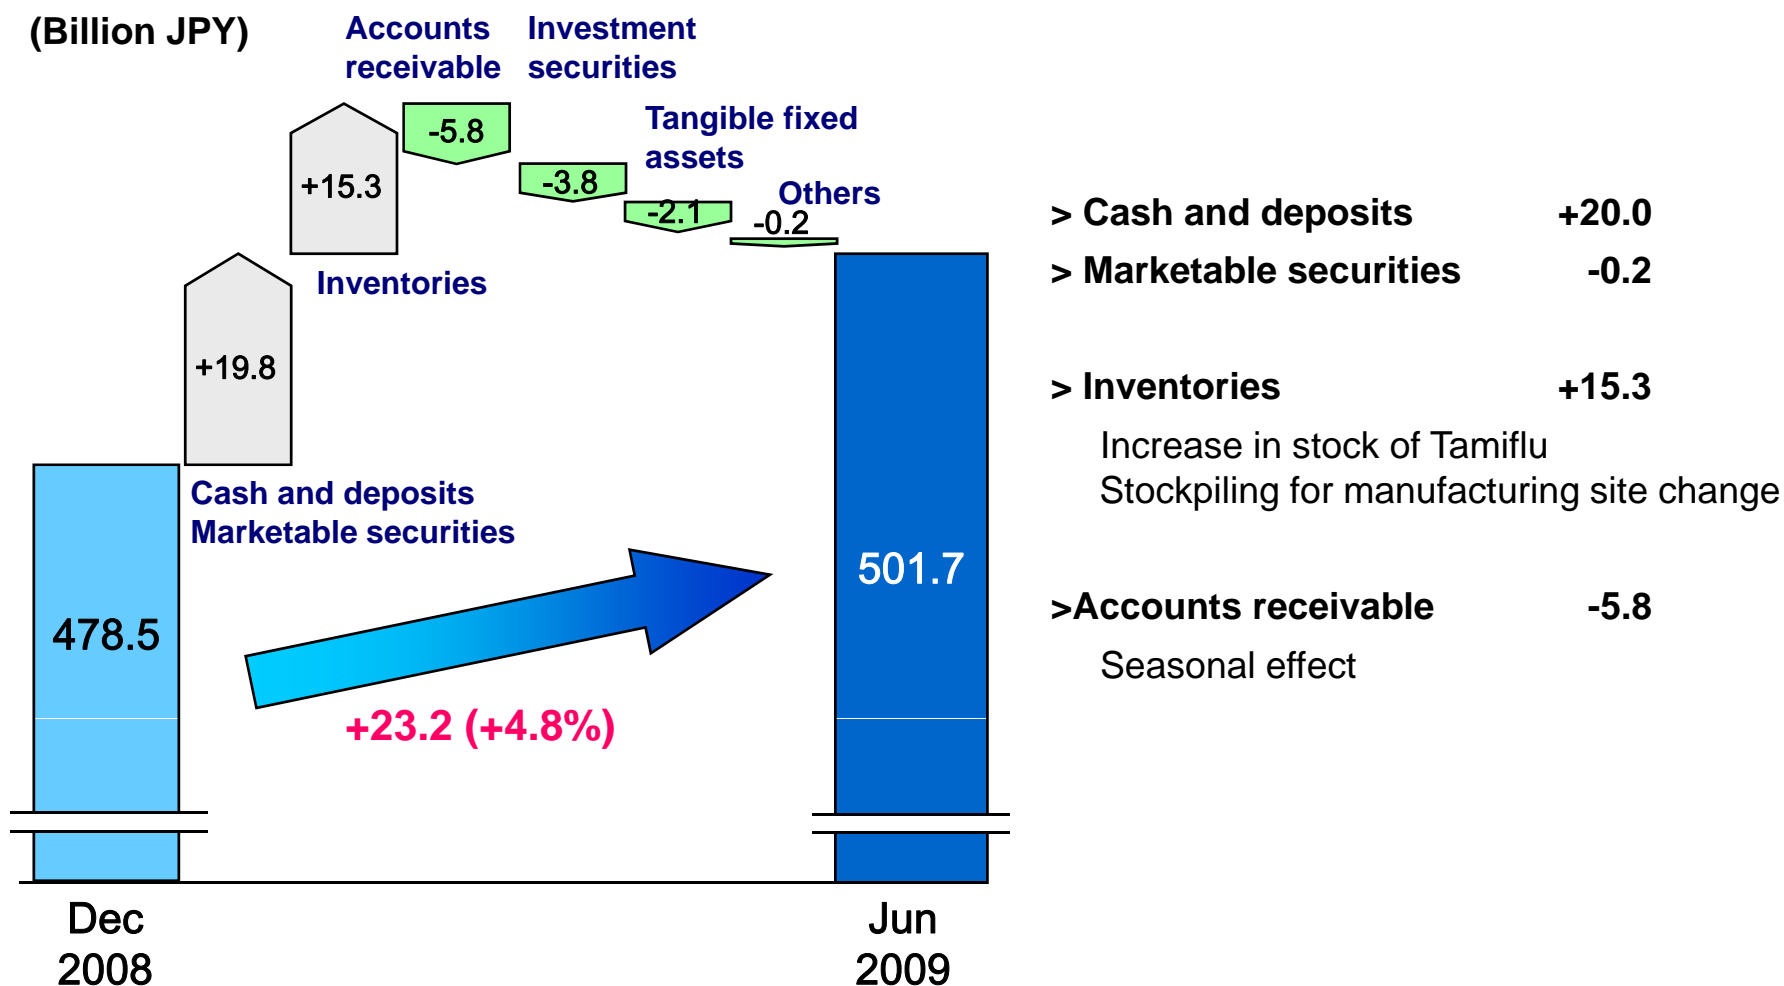 (Billion JPY)
Accounts
receivable
Investment
securities
-5.8
Tangible fixed
assets
+15.3
-3.8
Others
-2.1
-0.2
Inventories
+19.8
Cash and deposits
Marketable securities
478.5
501.7
+23.2 (+4.8%)
Dec
2008
Jun
2009
> Cash and deposits +20.0
> Marketable securities -0.2
> Inventories +15.3
Increase in stock of Tamiflu
Stockpiling for manufacturing site change
>Accounts receivable -5.8
Seasonal effect